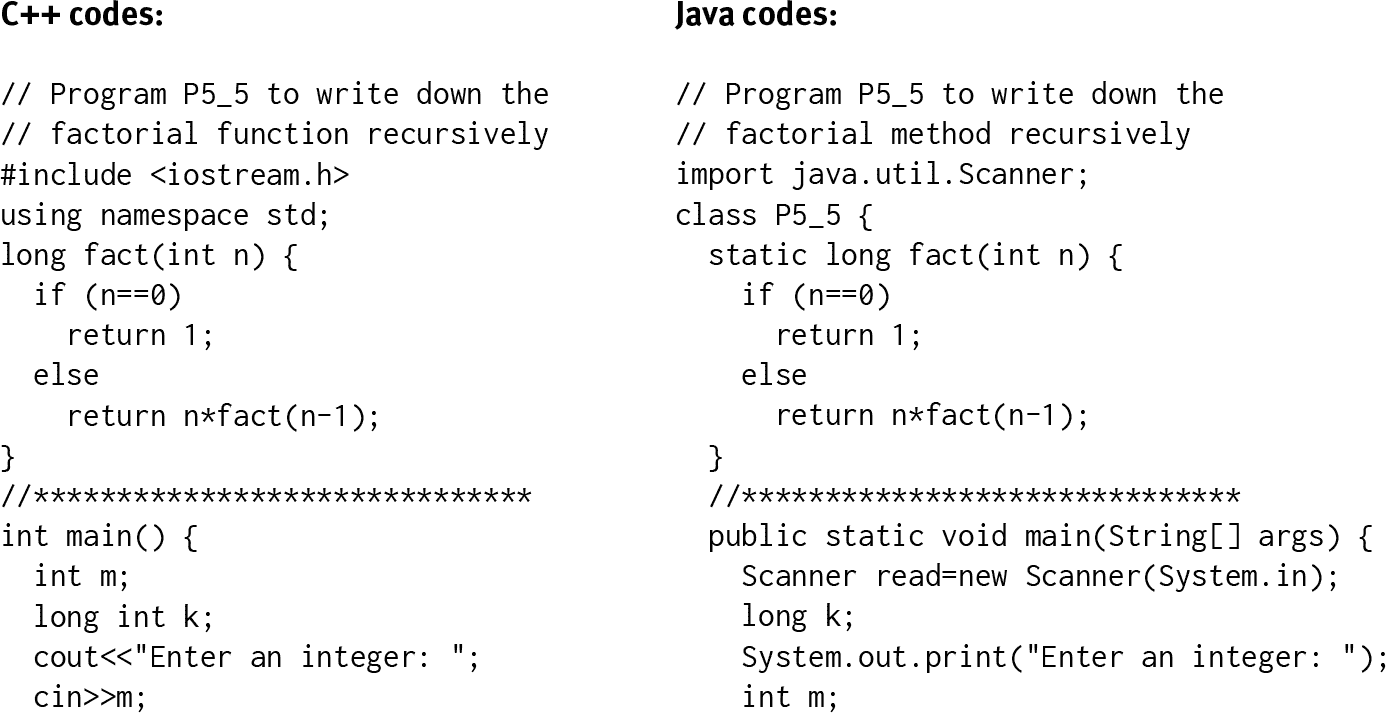 C++ codes:
// Program P5_5 to write down the
// factorial function recursively
#include <iostream.h>
using namespace std;
long fact(int n) {
  if (n==0)
    return 1;
  else
    return n*fact(n-1);
}
//******************************
int main() {
  int m;
  long int k;
  cout<<"Enter an integer: ";
  cin>>m;
Java codes:
// Program P5_5 to write down the
// factorial method recursively
import java.util.Scanner;
class P5_5 {
  static long fact(int n) {
    if (n==0)
      return 1;
    else
      return n*fact(n-1);
  }
  //******************************
  public static void main(String[] args) {
    Scanner read=new Scanner(System.in);
    long k;
    System.out.print("Enter an integer: ");
    int m;